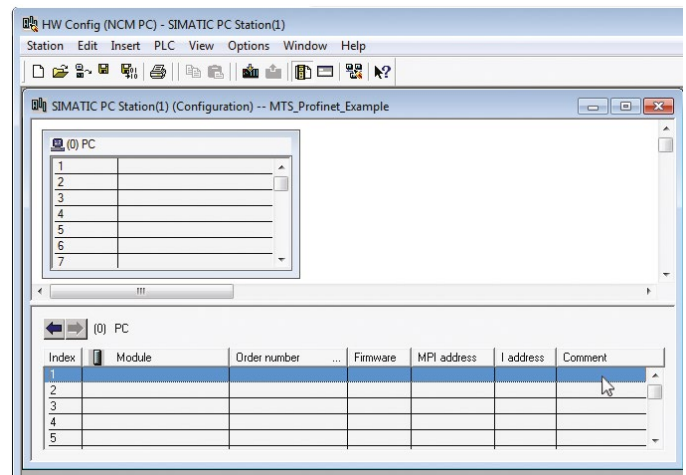 HW Config (NCM PC) - SIMATIC PC Station(1)
Station Edit Insert PLC View Options Window Help
SIMATIC PC Station(1) (Configuration) -- MTS_Profinet_Example
(0) PC
1
2
3
4
5
6
7
(0) PC
Index Module Order number ... Firmware MPI address I address Comment
1
2
3
4
5